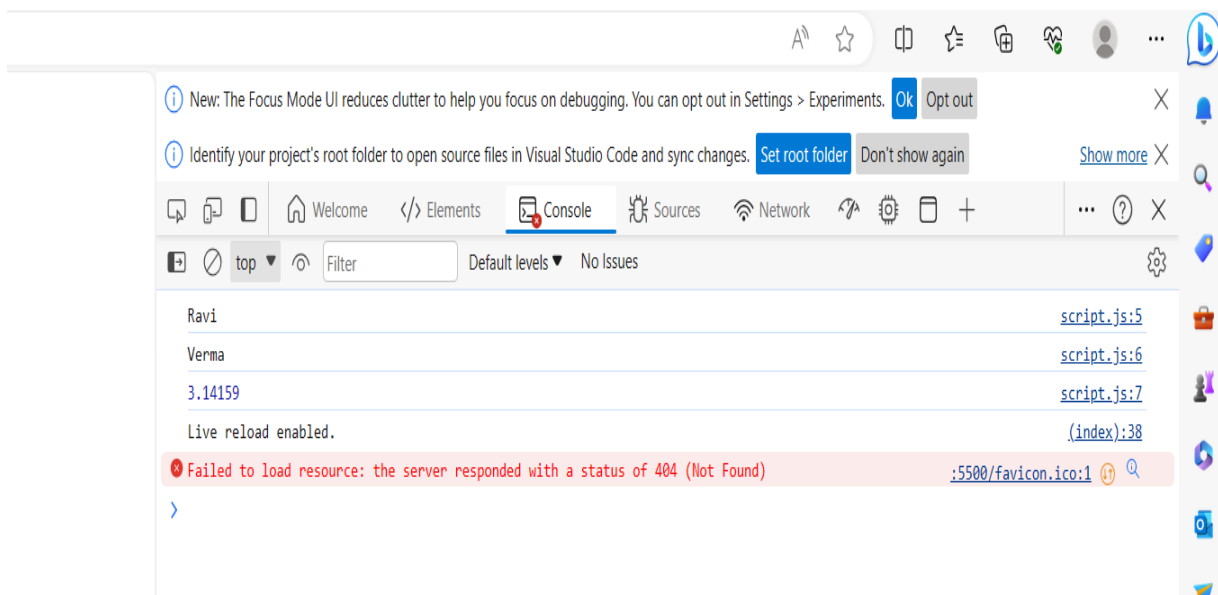 New: The Focus Mode UI reduces clutter to help you focus on debugging. You can opt out in Settings > Experiments. Ok Opt out
Identify your project's root folder to open source files in Visual Studio Code and sync changes. Set root folder Don't show again Show more
Welcome </> Elements Console Sources Network
top Filter Default levels No Issues
Ravi script.js:5
Verma script.js:6
3.14159 script.js:7
Live reload enabled. (index):38
Failed to load resource: the server responded with a status of 404 (Not Found) :5500/favicon.ico:1